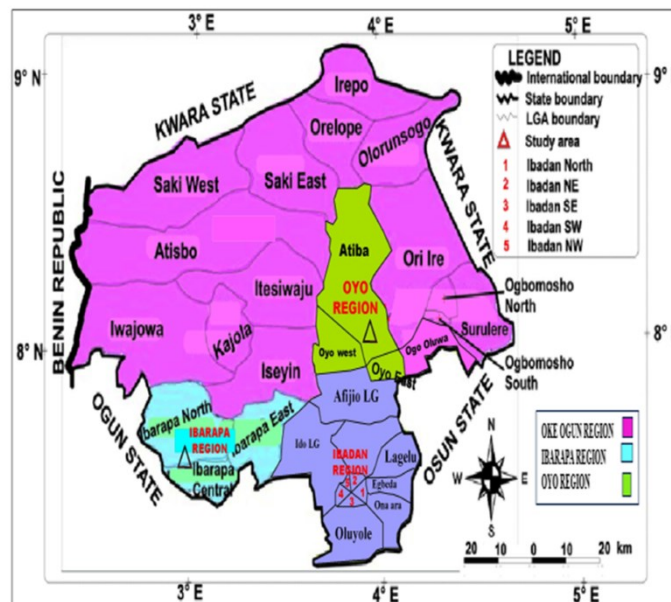 3° E
4° E
5° E
9° N
9°
8° N
8°
3° E
4° E
5° E
KWARA STATE
KWARA STATE
BENIN REPUBLIC
OGUN STATE
OSUN STATE
LEGEND
International boundary
State boundary
LGA boundary
Study area
1 Ibadan North
2 Ibadan NE
3 Ibadan SE
4 Ibadan SW
5 Ibadan NW
Irepo
Orelope
Olorunsogo
Saki West
Saki East
Atisbo
Atiba
Ori Ire
OYO
REGION
Itesiwaju
Iwajowa
Kajola
Iseyin
Oyo west
Oyo East
Ogo Oluwa
Surulere
Ogbomosho
North
Ogbomosho
South
Ibarapa North
Ibarapa East
IBARAPA
REGION
Ibarapa
Central
Afijio LG
Ido LG
IBADAN
REGION
Lagelu
Egbeda
Ona ara
Oluyole
2
1
4
3
OKE OGUN REGION
IBARAPA REGION
OYO REGION
N
W
E
S
20 10 0 20 km